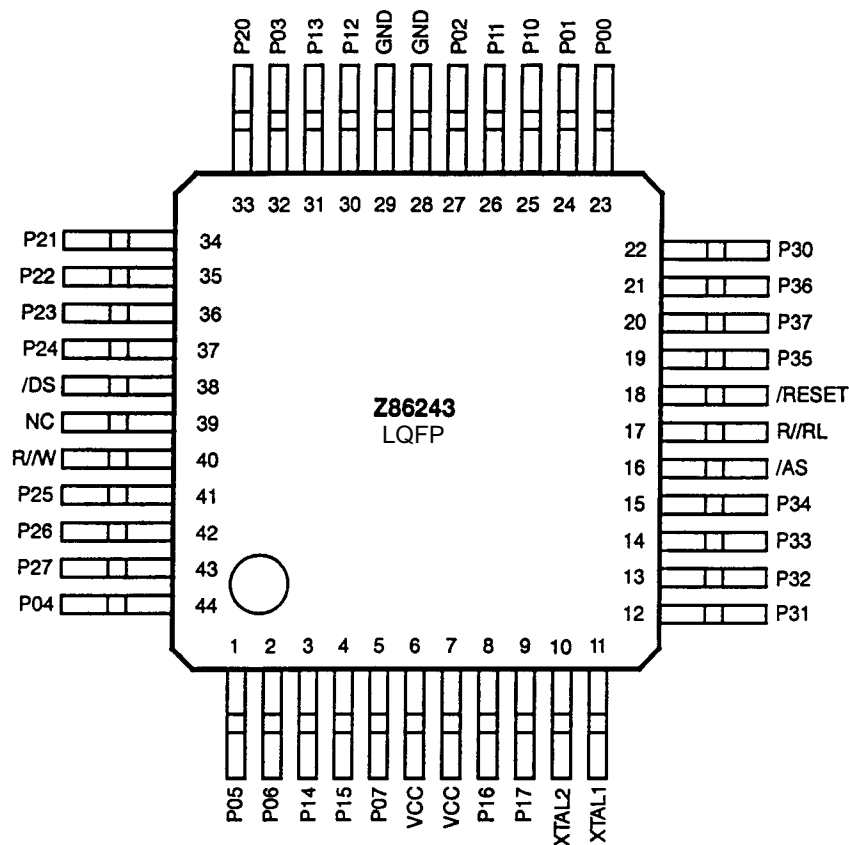 P20 P03 P13 P12 GND GND P02 P11 P10 P01 P00
33 32 31 30 29 28 27 26 25 24 23
P21 34
P22 35
P23 36
P24 37
/DS 38
NC 39
R//W 40
P25 41
P26 42
P27 43
P04 44
Z86243
LQFP
22 P30
21 P36
20 P37
19 P35
18 /RESET
17 R//RL
16 /AS
15 P34
14 P33
13 P32
12 P31
1 2 3 4 5 6 7 8 9 10 11
P05 P06 P14 P15 P07 VCC VCC P16 P17 XTAL2 XTAL1